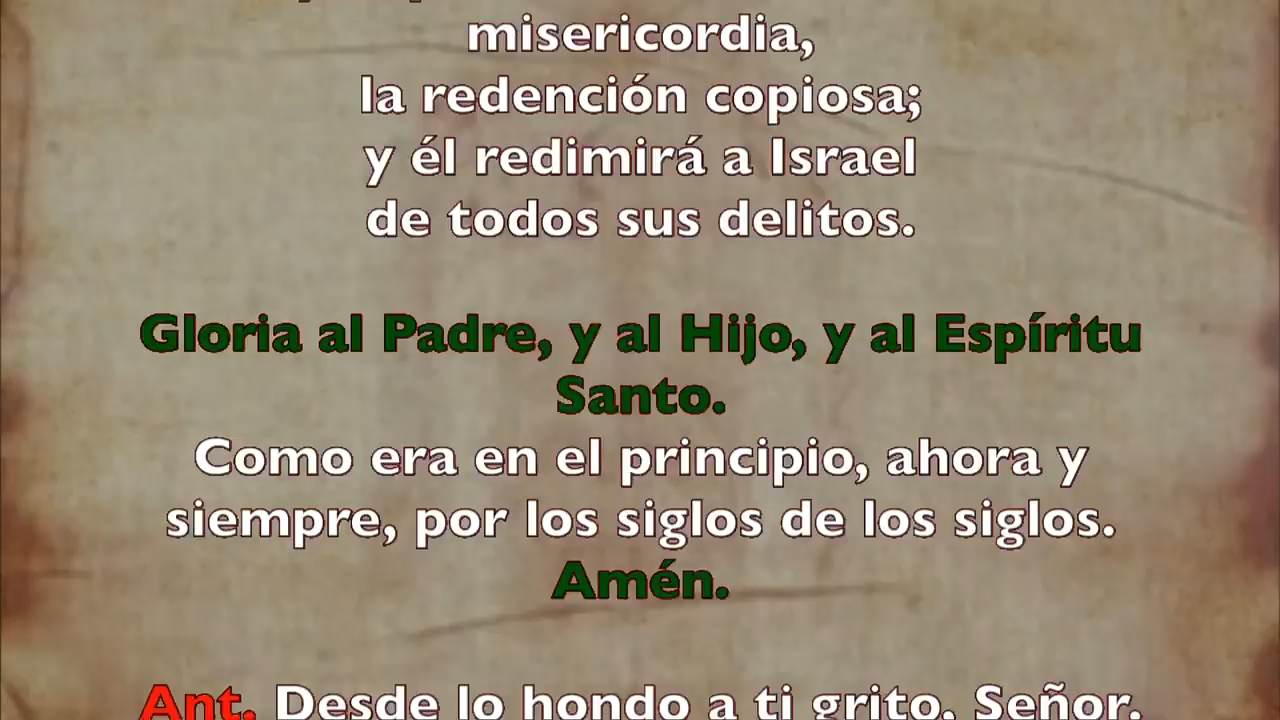 misericordia,
la redención copiosa;
y él redimirá a Israel
de todos sus delitos.
Gloria al Padre, y al Hijo, y al Espíritu
Santo.
Como era en el principio, ahora y
siempre, por los siglos de los siglos.
Amén.
Ant. Desde lo hondo a ti grito, Señor.